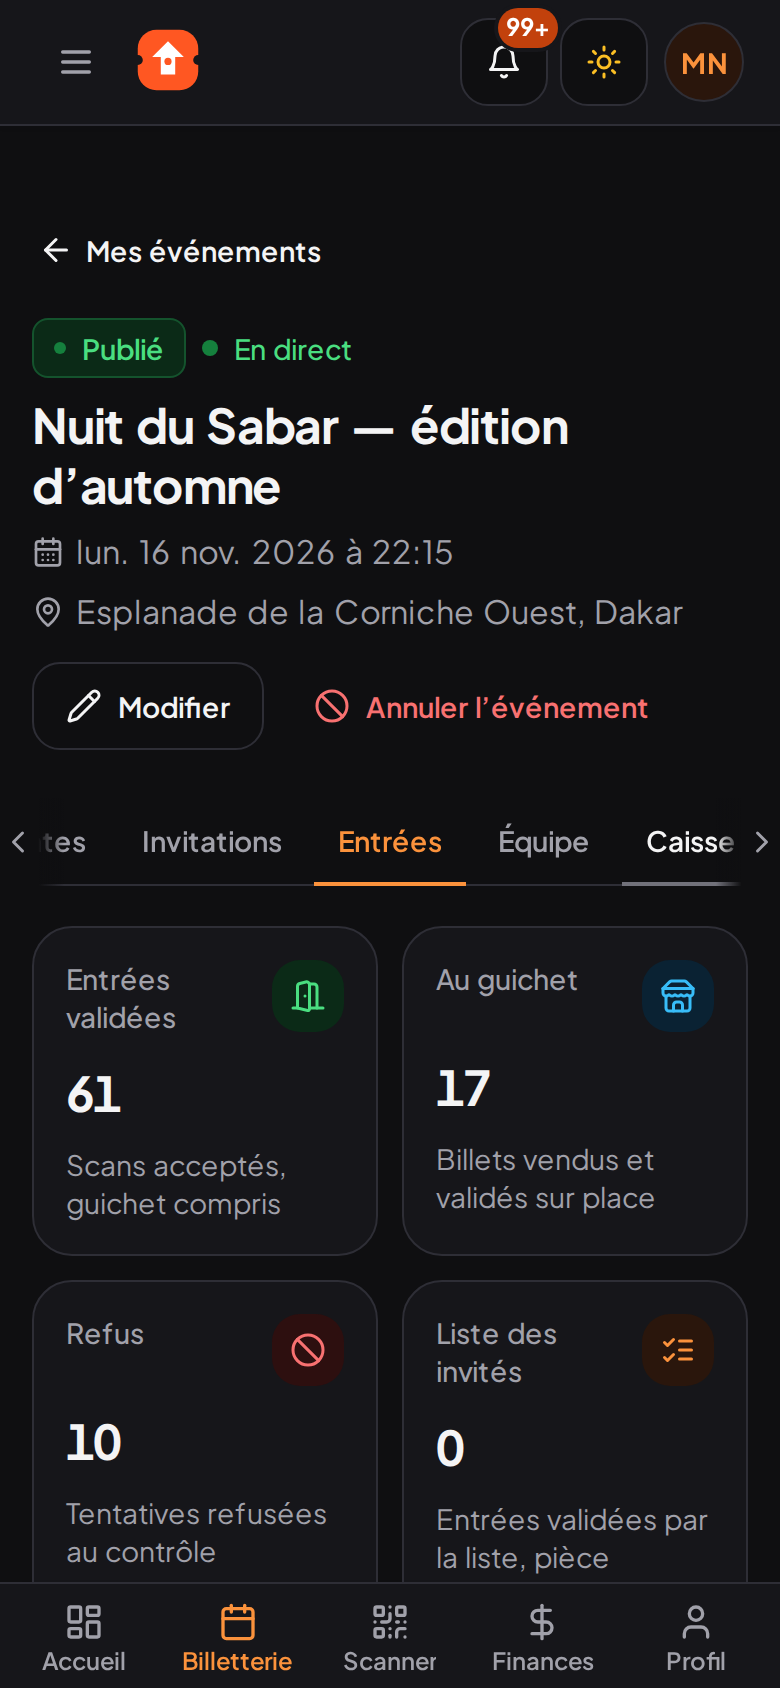 99+
MN
Mes événements
Publié
En direct
Nuit du Sabar — édition
d’automne
lun. 16 nov. 2026 à 22:15
Esplanade de la Corniche Ouest, Dakar
Modifier
Annuler l’événement
Invitations
Entrées
Équipe
Caisse
Entrées
validées
61
Scans acceptés,
guichet compris
Au guichet
17
Billets vendus et
validés sur place
Refus
10
Tentatives refusées
au contrôle
Liste des
invités
0
Entrées validées par
la liste, pièce
Accueil
Billetterie
Scanner
Finances
Profil